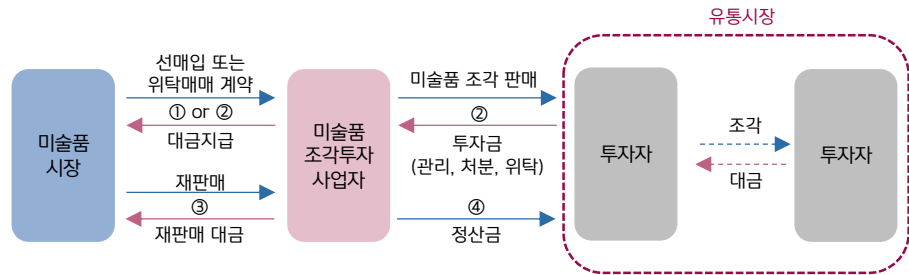 유통시장
선매입 또는
위탁매매 계약
① or ②
대금지급
미술품 조각 판매
②
투자금
(관리, 처분, 위탁)
미술품
시장
미술품
조각투자
사업자
투자자
조각
대금
투자자
재판매
③
재판매 대금
④
정산금